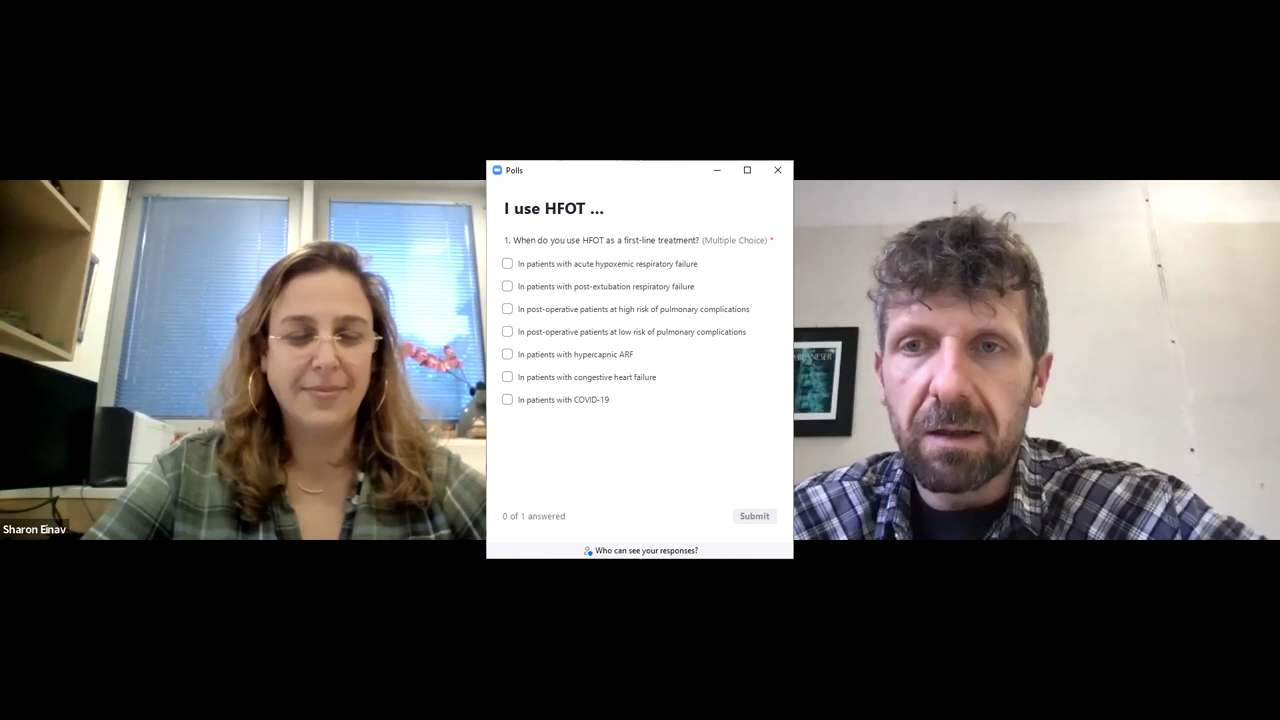 Polls
I use HFOT ...
1. When do you use HFOT as a first-line treatment? (Multiple Choice) *
In patients with acute hypoxemic respiratory failure
In patients with post-extubation respiratory failure
In post-operative patients at high risk of pulmonary complications
In post-operative patients at low risk of pulmonary complications
In patients with hypercapnic ARF
In patients with congestive heart failure
In patients with COVID-19
0 of 1 answered
Submit
Who can see your responses?
Sharon Einav